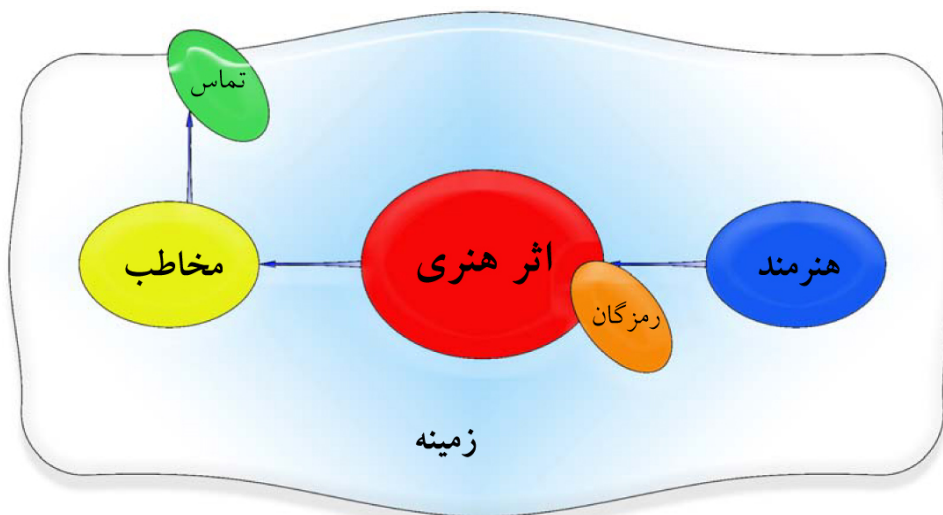 تماس
هنرمند
اثر هنری
مخاطب
رمزگان
زمینه